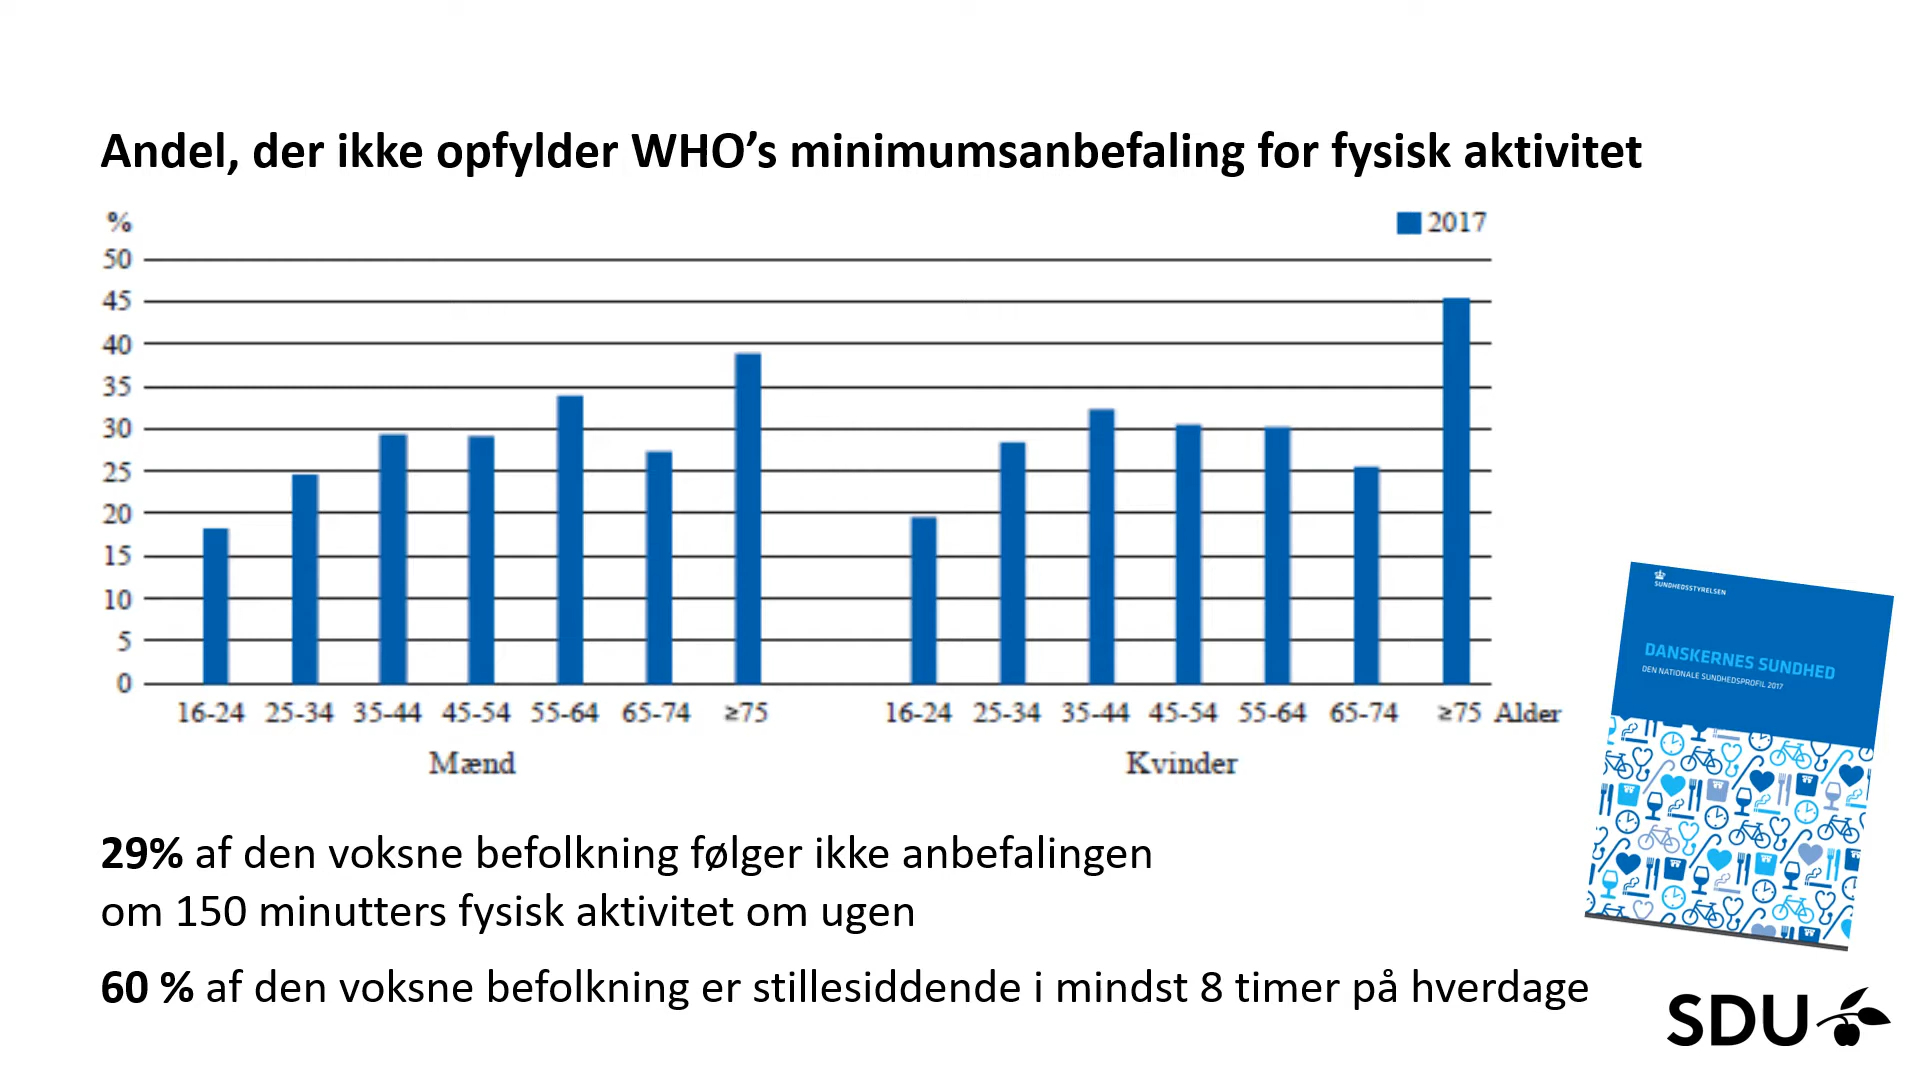 Andel, der ikke opfylder WHO’s minimumsanbefaling for fysisk aktivitet
%
2017
50
45
40
35
30
25
20
15
10
5
0
16-24 25-34 35-44 45-54 55-64 65-74 ≥75 16-24 25-34 35-44 45-54 55-64 65-74 ≥75 Alder
Mænd Kvinder
SUNDHEDSSTYRELSEN
DANSKERNES SUNDHED
DEN NATIONALE SUNDHEDSPROFIL 2017
29% af den voksne befolkning følger ikke anbefalingen
om 150 minutters fysisk aktivitet om ugen
60 % af den voksne befolkning er stillesiddende i mindst 8 timer på hverdage
SDU